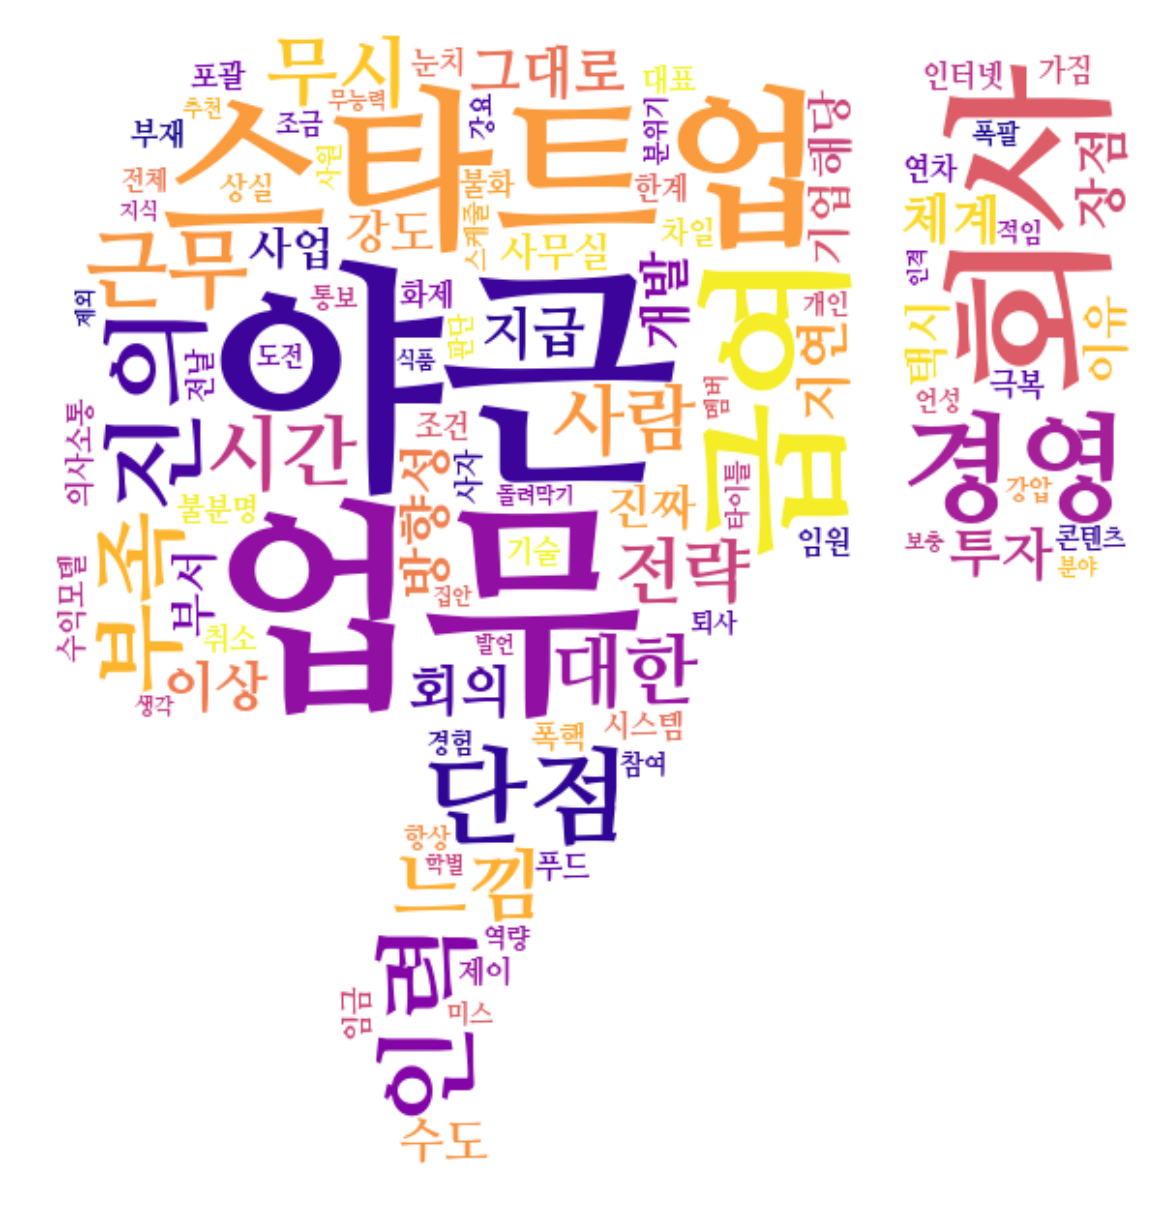 무시
눈치
그대로
대표
포괄
추천
무능력
조금
강요
분위기
해당
부재
사원
스타트업
전체
상실
불화
한계
지식
강도
스케줄
사무실
차일
기업
근무
사업
통보
화제
개발
개인
제외
전날
도전
야근
식품
판단
지급
급여
지연
진의
의사소통
시간
조건
사람
멤버
불분명
방향성
사자
돌려막기
진짜
타이틀
임원
부족
부서
업무
기술
전략
수익모델
취소
집안
발언
퇴사
이상
생각
회의
대한
경험
폭핵
시스템
단점
참여
항상
학벌
느낌
푸드
인력
역량
제이
임금
미스
수도
인터넷
가짐
회사
폭팔
장점
연차
체계
적임
인격
택시
이유
극복
언성
경영
강압
보충
투자
콘텐츠
분야